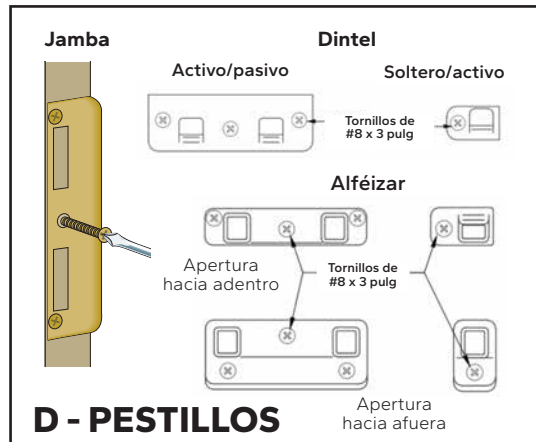 Jamba
Dintel
Activo/pasivo
Soltero/activo
Tornillos de
#8 x 3 pulg
Alféizar
Apertura
hacia adentro
Tornillos de
#8 x 3 pulg
Apertura
hacia afuera
D - PESTILLOS